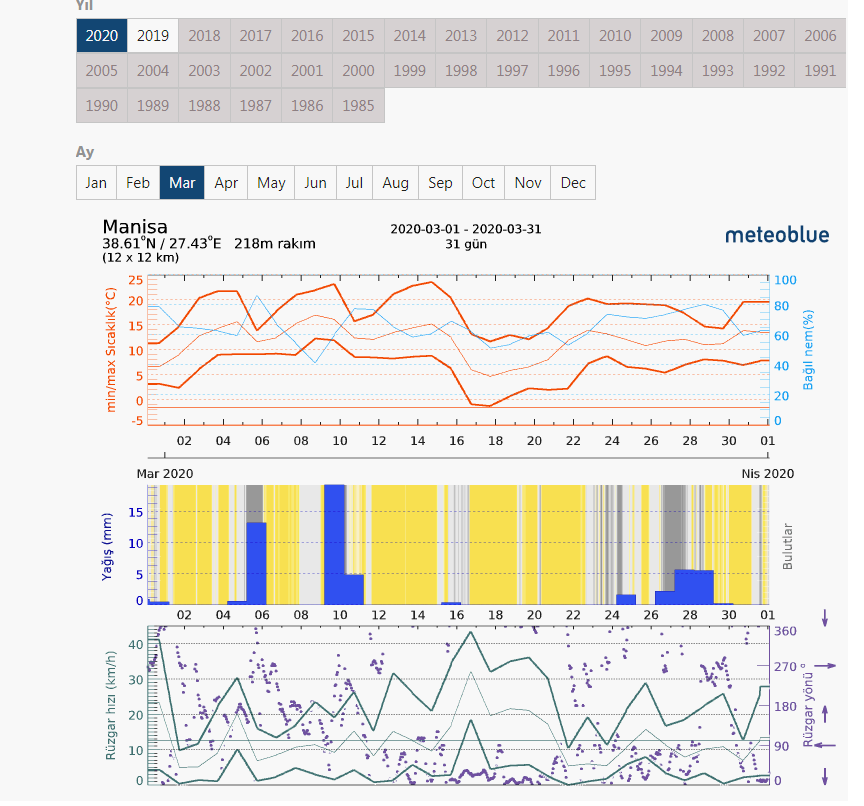 Yıl
2020 2019 2018 2017 2016 2015 2014 2013 2012 2011 2010 2009 2008 2007 2006
2005 2004 2003 2002 2001 2000 1999 1998 1997 1996 1995 1994 1993 1992 1991
1990 1989 1988 1987 1986 1985
Ay
Jan Feb Mar Apr May Jun Jul Aug Sep Oct Nov Dec
Manisa
38.61°N / 27.43°E 218m rakım
(12 x 12 km)
2020-03-01 - 2020-03-31
31 gün
meteoblue
min/max Sıcaklık(°C)
25
20
15
10
5
0
-5
100
80
60
40
20
0
Bağıl nem(%)
02 04 06 08 10 12 14 16 18 20 22 24 26 28 30 01
Mar 2020
Nis 2020
Yağış (mm)
15
10
5
0
Bulutlar
02 04 06 08 10 12 14 16 18 20 22 24 26 28 30 01
Rüzgar hızı (km/h)
40
30
20
10
0
360
270
180
90
0
Rüzgar yönü °